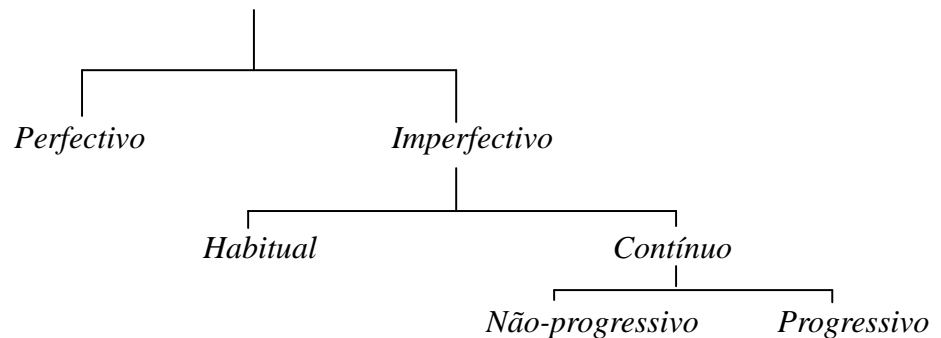 Perfectivo Imperfectivo
Habitual Contínuo
Não-progressivo Progressivo